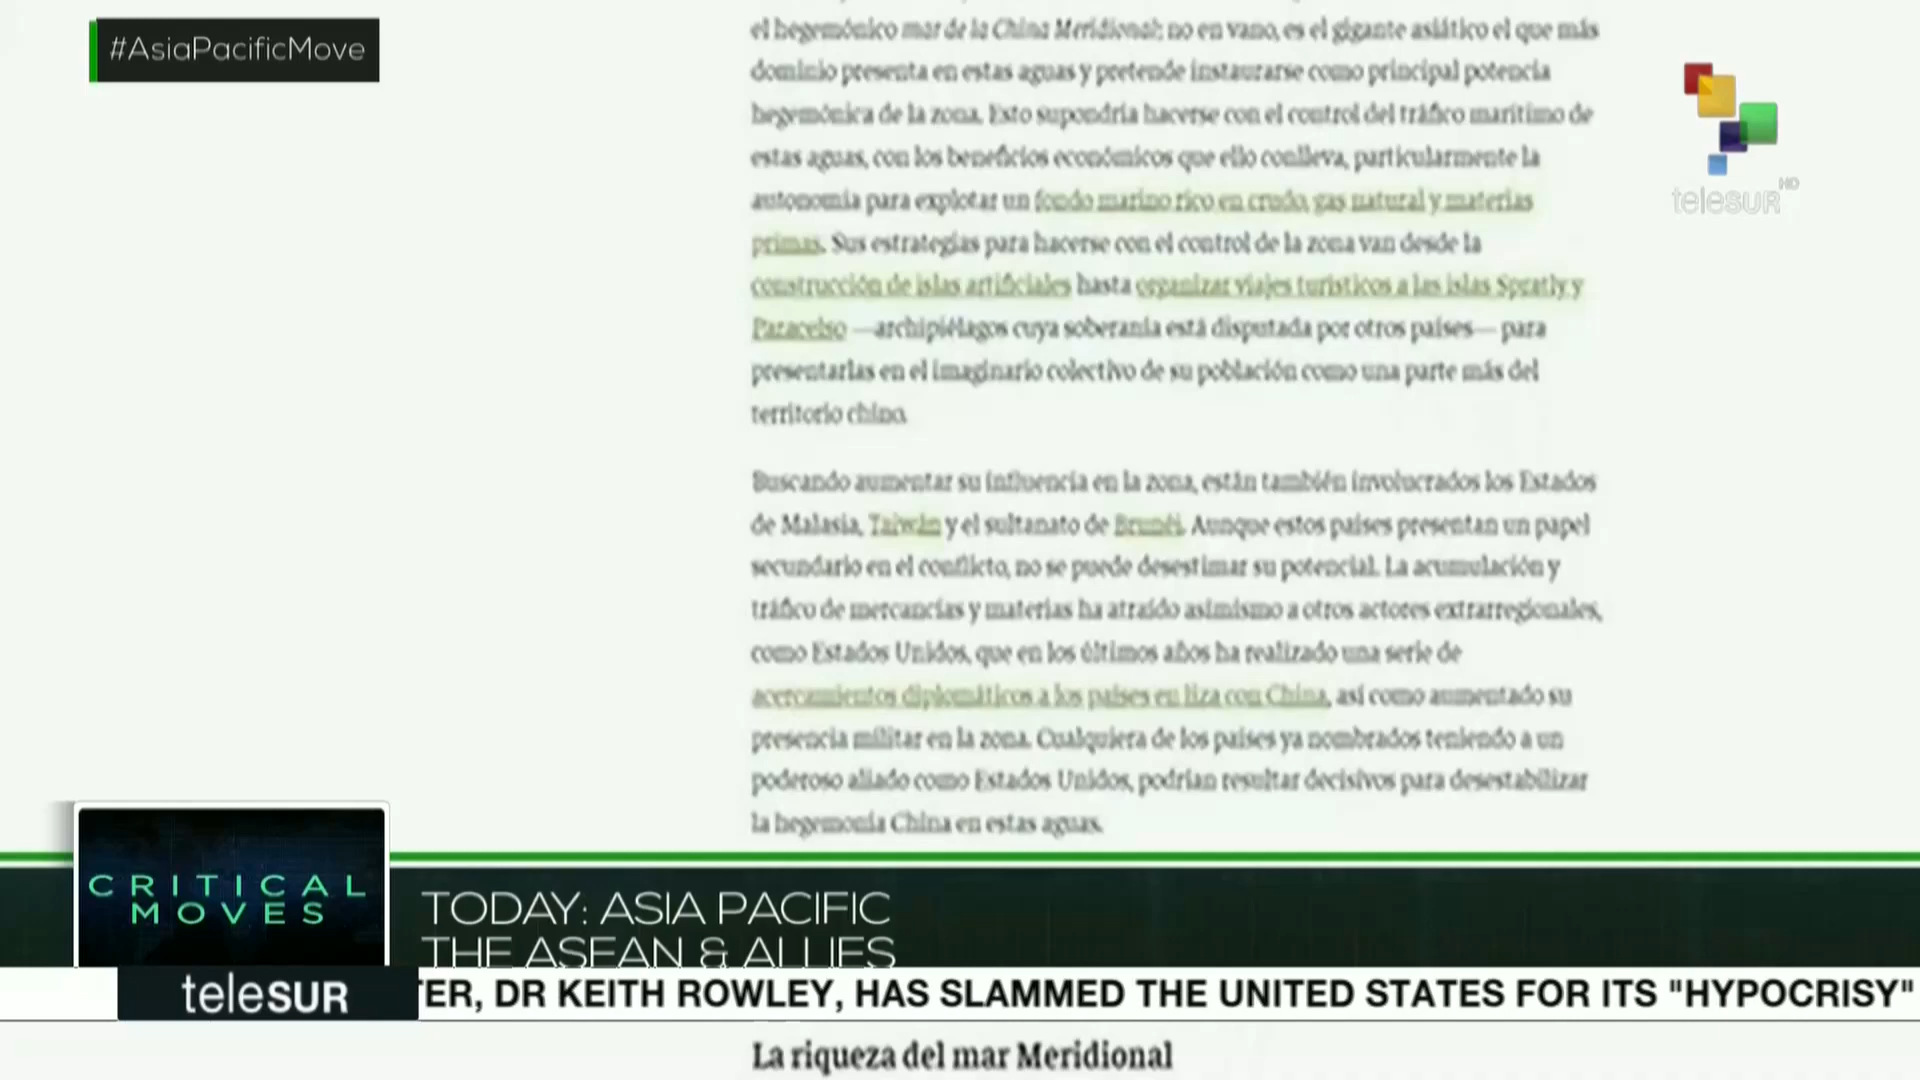 #AsiaPacificMove
el hegemónico mar de la China Meridional; no en vano, es el gigante asiático el que más
dominio presenta en estas aguas y pretende instaurarse como principal potencia
hegemónica de la zona. Esto supondría hacerse con el control del tráfico marítimo de
estas aguas, con los beneficios económicos que ello conlleva, particularmente la
autonomía para explotar un fondo marino rico en crudo, gas natural y materias
primas. Sus estrategias para hacerse con el control de la zona van desde la
construcción de islas artificiales hasta organizar viajes turísticos a las islas Spratly y
Paracelso —archipiélagos cuya soberanía está disputada por otros países— para
presentarlas en el imaginario colectivo de su población como una parte más del
territorio chino.
Buscando aumentar su influencia en la zona, están también involucrados los Estados
de Malasia, Taiwán y el sultanato de Brunéi. Aunque estos países presentan un papel
secundario en el conflicto, no se puede desestimar su potencial. La acumulación y
tráfico de mercancías y materias ha atraído asimismo a otros actores extrarregionales,
como Estados Unidos, que en los últimos años ha realizado una serie de
acercamientos diplomáticos a los países en liza con China, así como aumentado su
presencia militar en la zona. Cualquiera de los países ya nombrados teniendo a un
poderoso aliado como Estados Unidos, podrían resultar decisivos para desestabilizar
la hegemonía China en estas aguas.
teleSUR HD
CRITICAL
MOVES
TODAY: ASIA PACIFIC
THE ASEAN & ALLIES
teleSUR
TER, DR KEITH ROWLEY, HAS SLAMMED THE UNITED STATES FOR ITS "HYPOCRISY"
La riqueza del mar Meridional